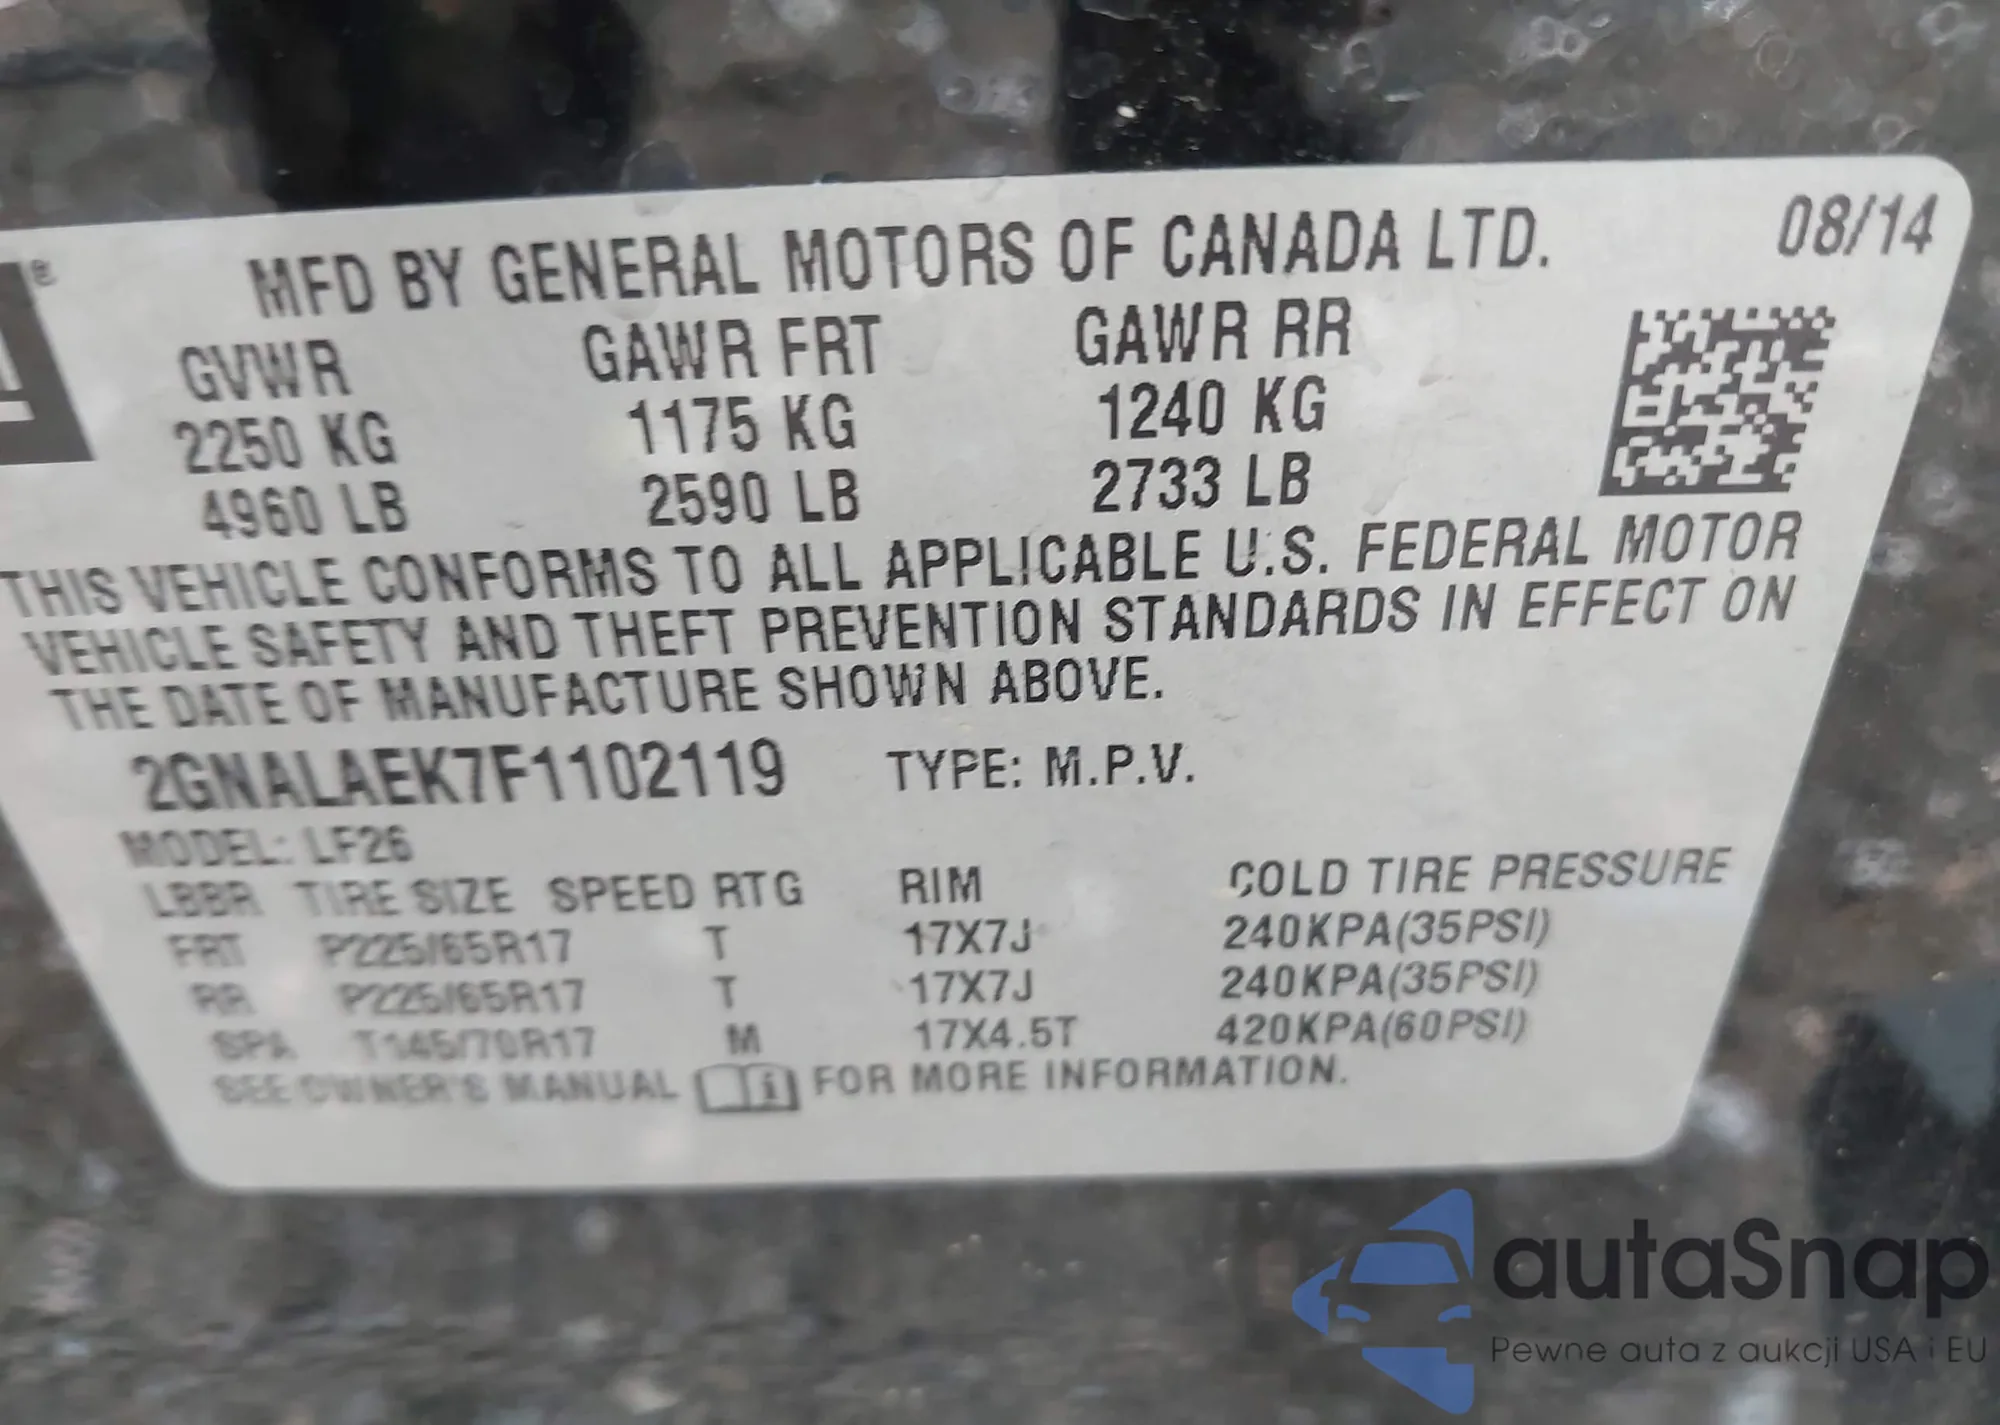 MFD BY GENERAL MOTORS OF CANADA LTD. 08/14
GVWR GAWR FRT GAWR RR
2250 KG 1175 KG 1240 KG
4960 LB 2590 LB 2733 LB
THIS VEHICLE CONFORMS TO ALL APPLICABLE U.S. FEDERAL MOTOR
VEHICLE SAFETY AND THEFT PREVENTION STANDARDS IN EFFECT ON
THE DATE OF MANUFACTURE SHOWN ABOVE.
2GNALAEK7F1102119 TYPE: M.P.V.
MODEL: LF26
LBBR TIRE SIZE SPEED RTG RIM COLD TIRE PRESSURE
FRT P225/65R17 T 17X7J 240KPA(35PSI)
RR P225/65R17 T 17X7J 240KPA(35PSI)
SPA T145/70R17 M 17X4.5T 420KPA(60PSI)
SEE OWNER'S MANUAL FOR MORE INFORMATION.
autaSnap
Pewne auta z aukcji USA i EU